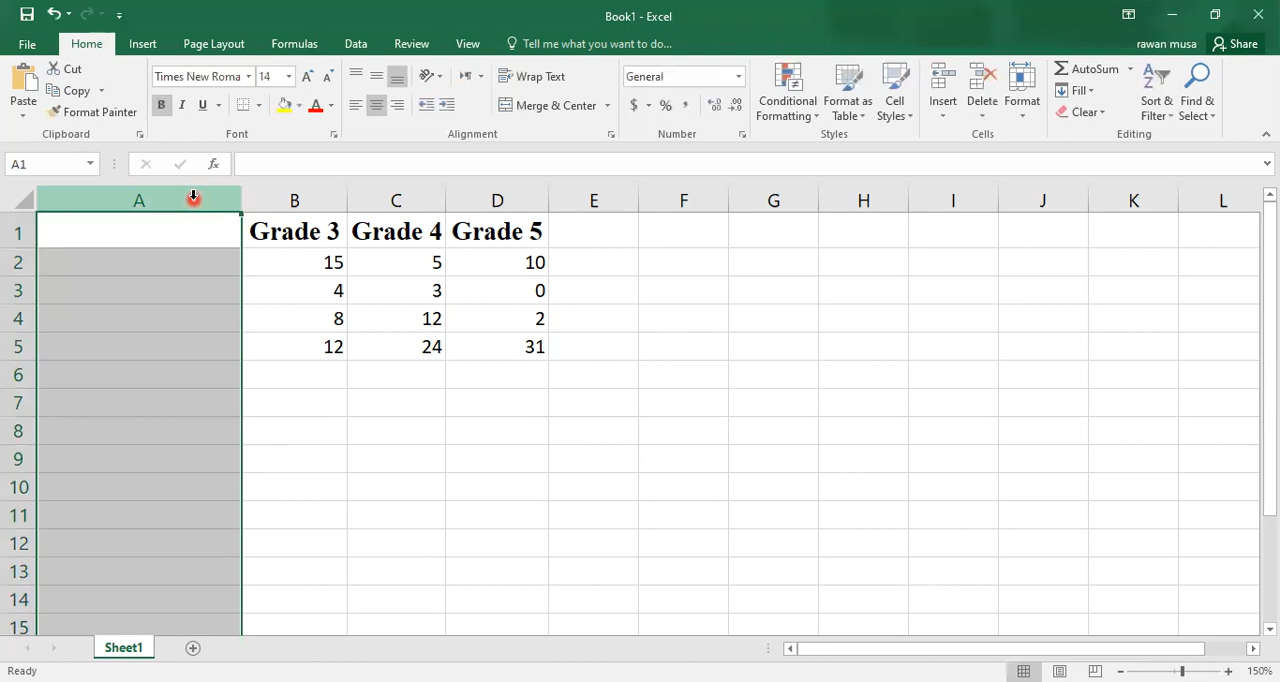 Book1 - Excel
File Home Insert Page Layout Formulas Data Review View Tell me what you want to do... rawan musa Share
Cut
Copy
Format Painter
Paste
Clipboard
Times New Roma 14
B I U A
Font
Wrap Text
Merge & Center
Alignment
General
$ % ,
Number
Conditional Formatting
Format as Table
Cell Styles
Styles
Insert Delete Format
Cells
AutoSum
Fill
Clear
Sort & Filter
Find & Select
Editing
A1 fx
A B C D E F G H I J K L
1 Grade 3 Grade 4 Grade 5
2 15 5 10
3 4 3 0
4 8 12 2
5 12 24 31
6
7
8
9
10
11
12
13
14
15
Sheet1
Ready 150%